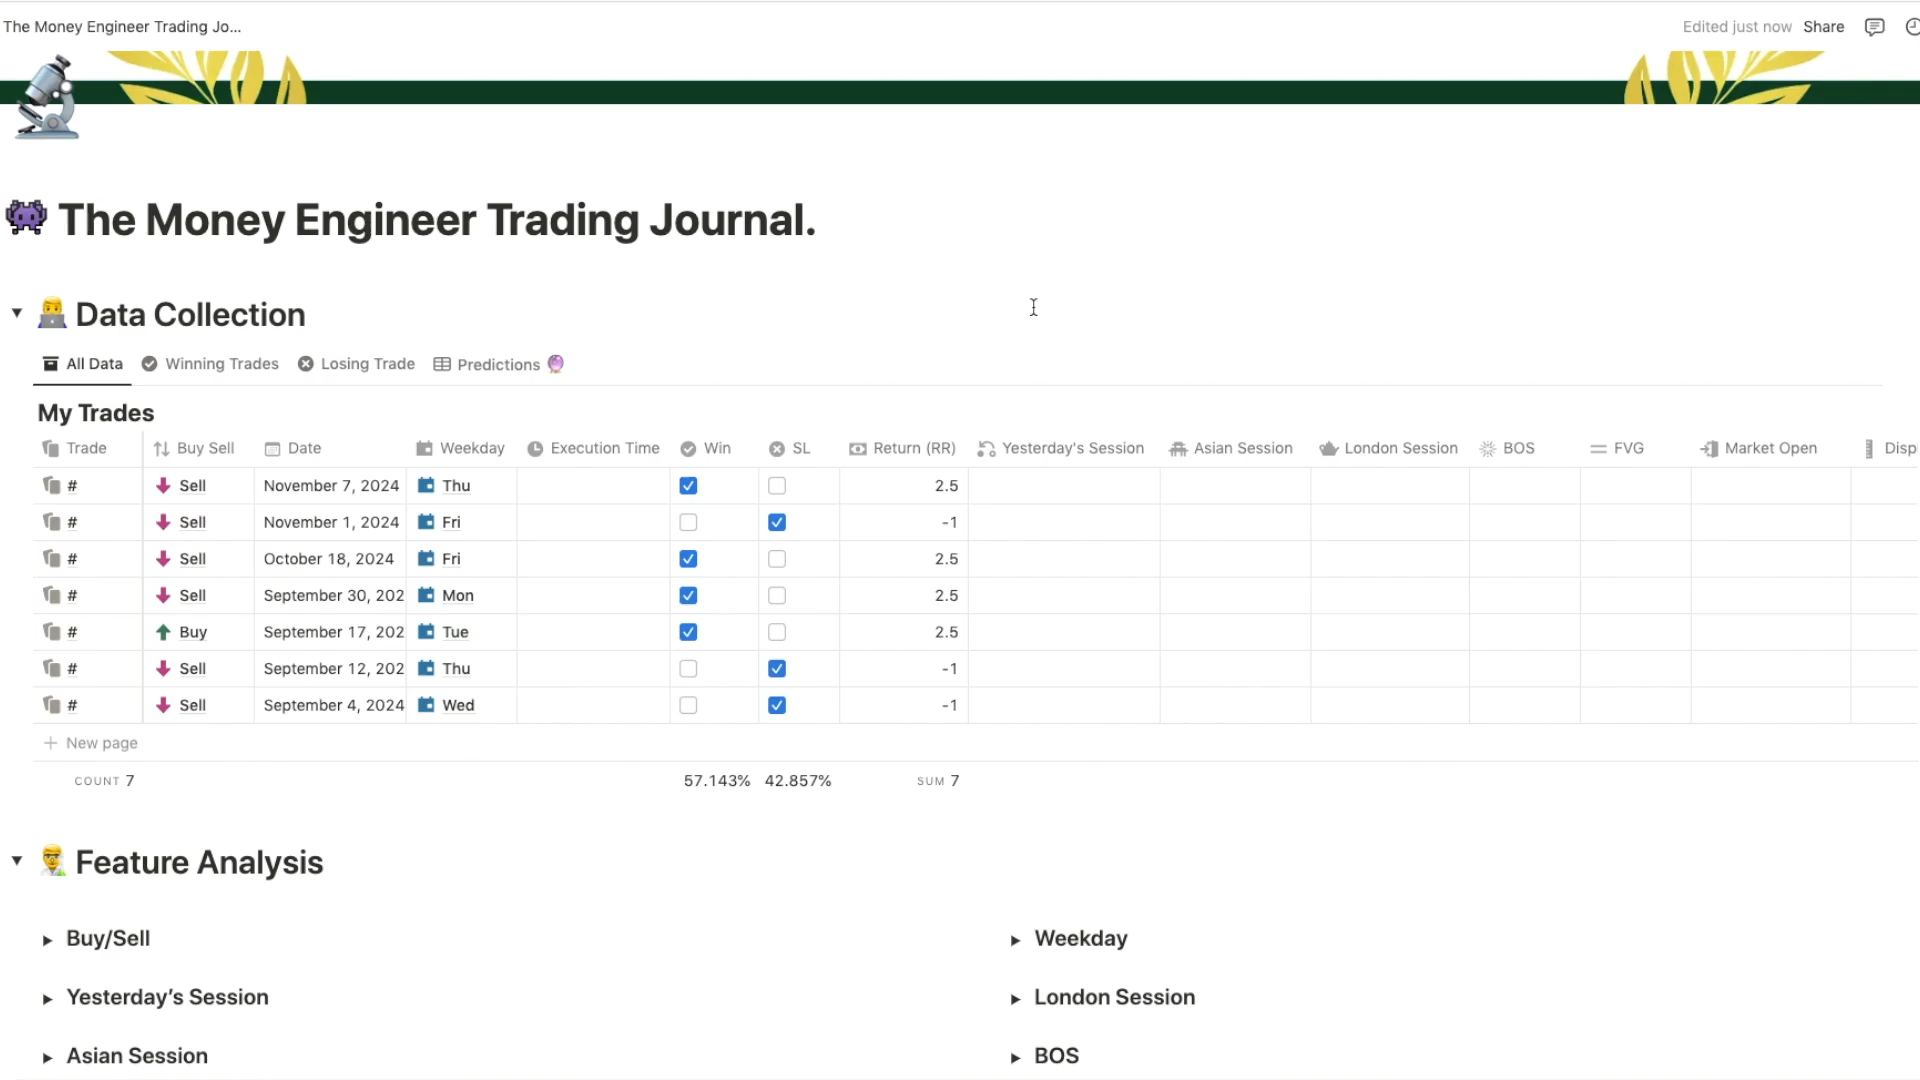 The Money Engineer Trading Jo...
Edited just now Share
The Money Engineer Trading Journal.
Data Collection
All Data Winning Trades Losing Trade Predictions
My Trades
Trade Buy Sell Date Weekday Execution Time Win SL Return (RR) Yesterday's Session Asian Session London Session BOS FVG Market Open Disp
# Sell November 7, 2024 Thu 2.5
# Sell November 1, 2024 Fri -1
# Sell October 18, 2024 Fri 2.5
# Sell September 30, 202 Mon 2.5
# Buy September 17, 202 Tue 2.5
# Sell September 12, 202 Thu -1
# Sell September 4, 2024 Wed -1
New page
COUNT 7 57.143% 42.857% SUM 7
Feature Analysis
Buy/Sell Weekday
Yesterday's Session London Session
Asian Session BOS